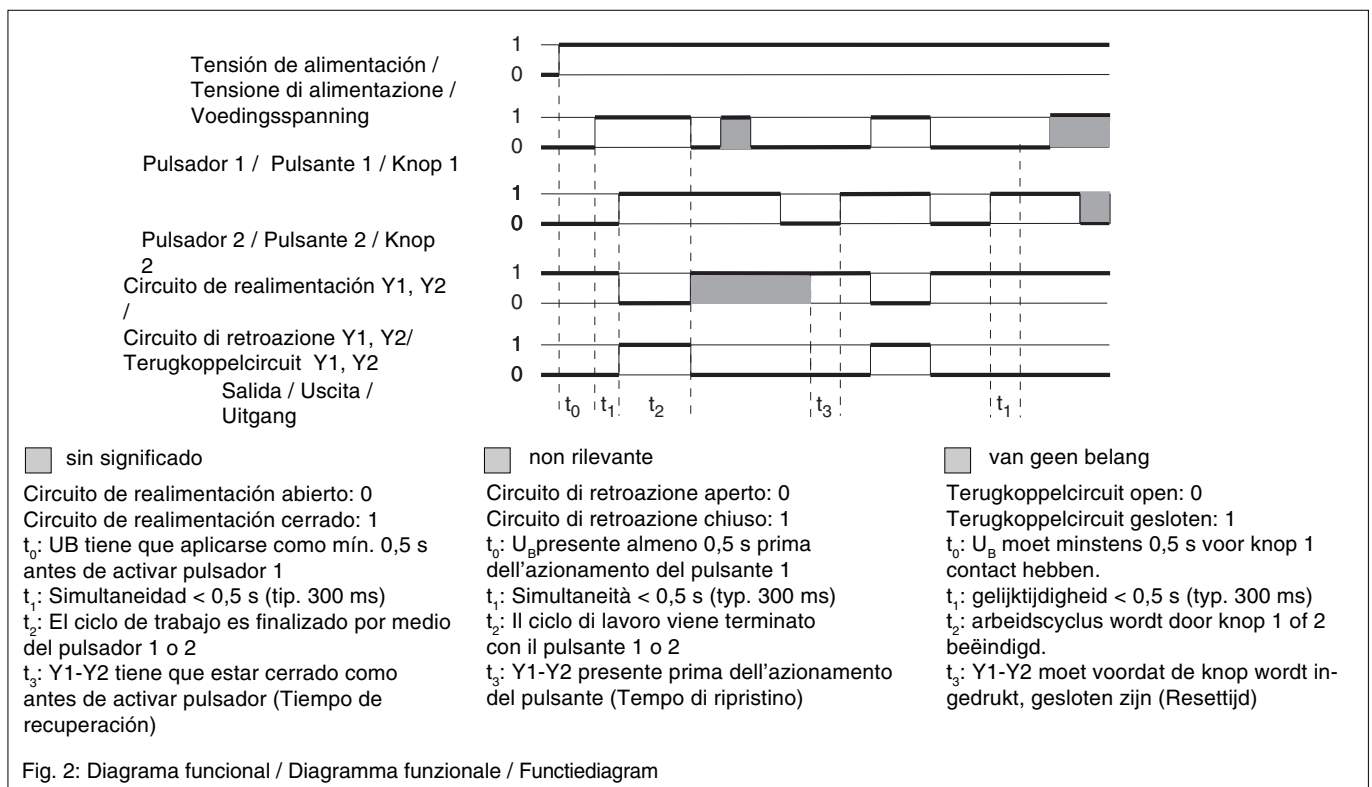 Tensión de alimentación /
Tensione di alimentazione /
Voedingsspanning
Pulsador 1 / Pulsante 1 / Knop 1
Pulsador 2 / Pulsante 2 / Knop
2
Circuito de realimentación Y1, Y2
/
Circuito di retroazione Y1, Y2/
Terugkoppelcircuit Y1, Y2
Salida / Uscita /
Uitgang
1
0
1
0
1
0
1
0
1
0
t0 t1 t2 t3 t1
sin significado
Circuito de realimentación abierto: 0
Circuito de realimentación cerrado: 1
t0: UB tiene que aplicarse como mín. 0,5 s
antes de activar pulsador 1
t1: Simultaneidad < 0,5 s (tip. 300 ms)
t2: El ciclo de trabajo es finalizado por medio
del pulsador 1 o 2
t3: Y1-Y2 tiene que estar cerrado como
antes de activar pulsador (Tiempo de
recuperación)
non rilevante
Circuito di retroazione aperto: 0
Circuito di retroazione chiuso: 1
t0: UBpresente almeno 0,5 s prima
dell'azionamento del pulsante 1
t1: Simultaneità < 0,5 s (typ. 300 ms)
t2: Il ciclo di lavoro viene terminato
con il pulsante 1 o 2
t3: Y1-Y2 presente prima dell'azionamento
del pulsante (Tempo di ripristino)
van geen belang
Terugkoppelcircuit open: 0
Terugkoppelcircuit gesloten: 1
t0: UB moet minstens 0,5 s voor knop 1
contact hebben.
t1: gelijktijdigheid < 0,5 s (typ. 300 ms)
t2: arbeidscyclus wordt door knop 1 of 2
beëindigd.
t3: Y1-Y2 moet voordat de knop wordt in-
gedrukt, gesloten zijn (Resettijd)
Fig. 2: Diagrama funcional / Diagramma funzionale / Functiediagram